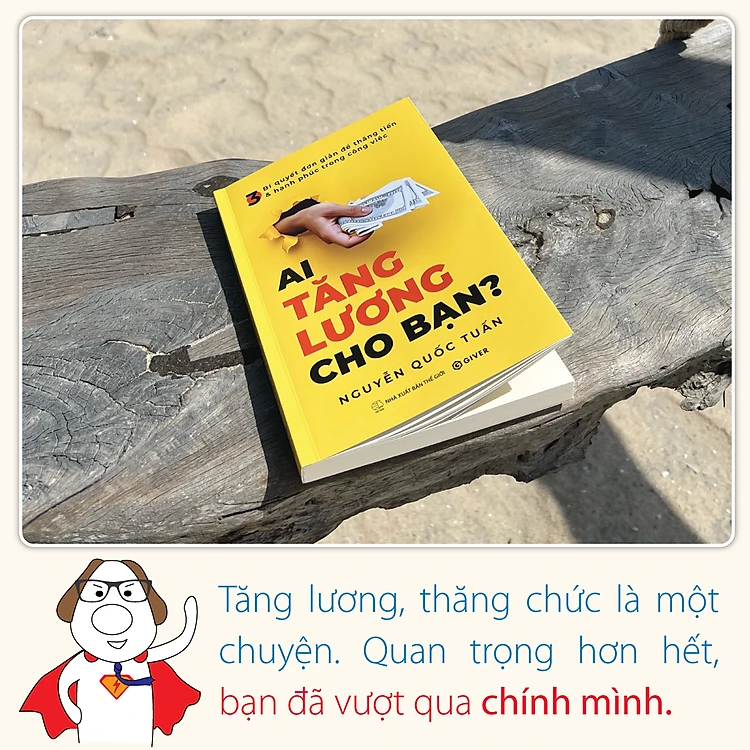 3 Bí quyết đơn giản để thăng tiến
& hạnh phúc trong công việc
AI
TĂNG
LƯƠNG
CHO BẠN?
NGUYỄN QUỐC TUẤN
NHÀ XUẤT BẢN THẾ GIỚI GIVER
Tăng lương, thăng chức là một
chuyện. Quan trọng hơn hết,
bạn đã vượt qua chính mình.